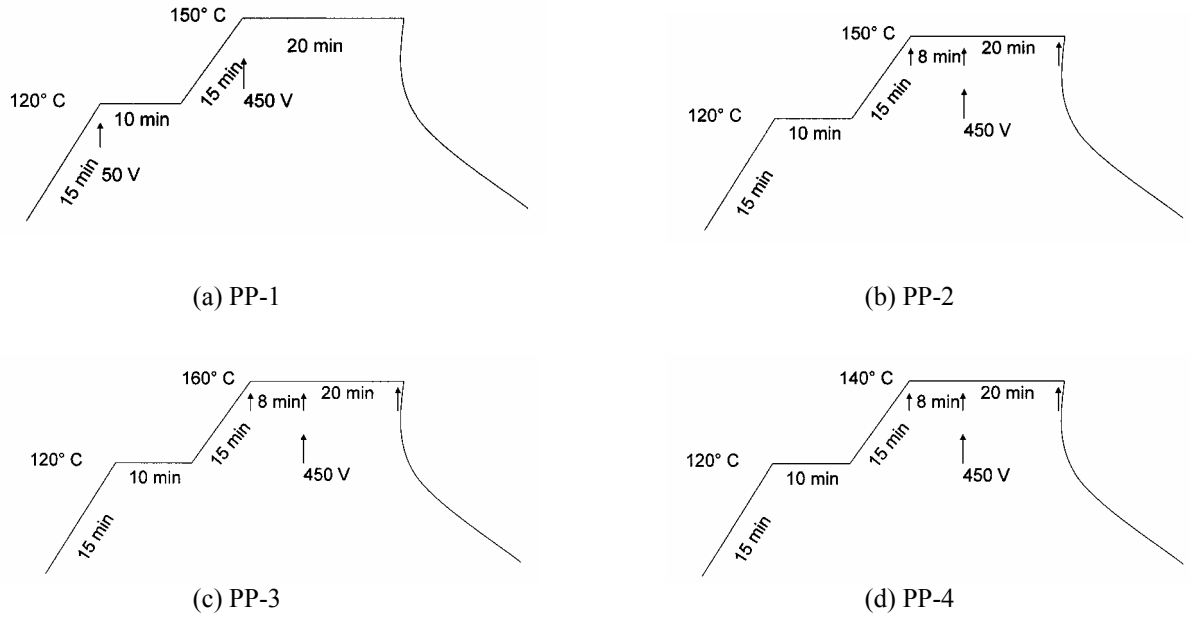 150° C
20 min
15 min
450 V
120° C
10 min
15 min
50 V
(a) PP-1
150° C
8 min
20 min
15 min
450 V
120° C
10 min
15 min
(b) PP-2
160° C
8 min
20 min
15 min
450 V
120° C
10 min
15 min
(c) PP-3
140° C
8 min
20 min
15 min
450 V
120° C
10 min
15 min
(d) PP-4